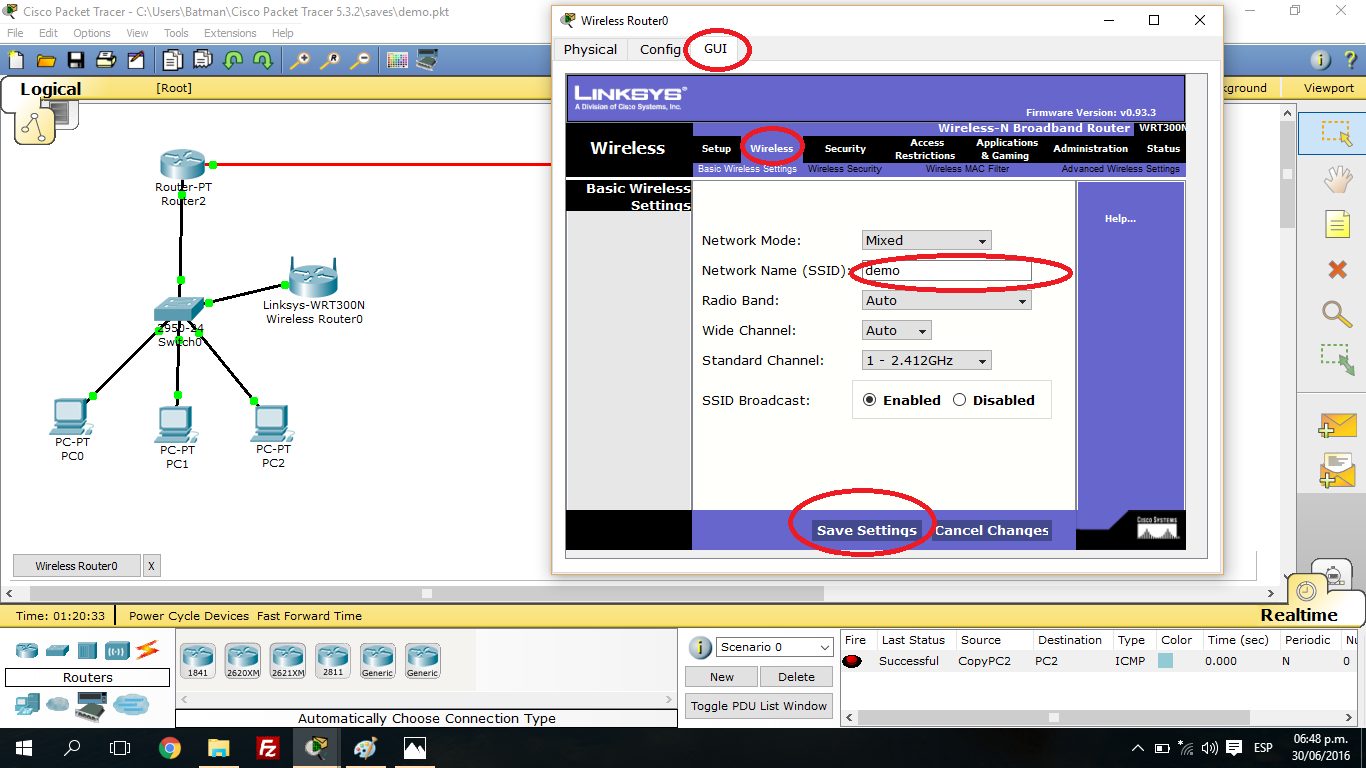 Cisco Packet Tracer - C:\Users\Batman\Cisco Packet Tracer 5.3.2\saves\demo.pkt
File Edit Options View Tools Extensions Help
Logical
[Root]
Viewport
Router-PT
Router2
Linksys-WRT300N
Wireless Router0
2950-24
Switch0
PC-PT
PC0
PC-PT
PC1
PC-PT
PC2
Wireless Router0 X
Wireless Router0
Physical Config GUI
LINKSYS®
A Division of Cisco Systems, Inc.
Firmware Version: v0.93.3
Wireless-N Broadband Router WRT300N
Wireless
Setup Wireless Security Access Restrictions Applications & Gaming Administration Status
Basic Wireless Settings Wireless Security Wireless MAC Filter Advanced Wireless Settings
Basic Wireless
Settings
Help...
Network Mode: Mixed
Network Name (SSID): demo
Radio Band: Auto
Wide Channel: Auto
Standard Channel: 1 - 2.412GHz
SSID Broadcast: Enabled Disabled
Save Settings Cancel Changes
CISCO SYSTEMS
Time: 01:20:33 Power Cycle Devices Fast Forward Time
Realtime
Routers
1841 2620XM 2621XM 2811 Generic Generic
Automatically Choose Connection Type
Scenario 0
New Delete
Toggle PDU List Window
Fire Last Status Source Destination Type Color Time (sec) Periodic
Successful CopyPC2 PC2 ICMP 0.000 N 0
ESP
06:48 p.m.
30/06/2016